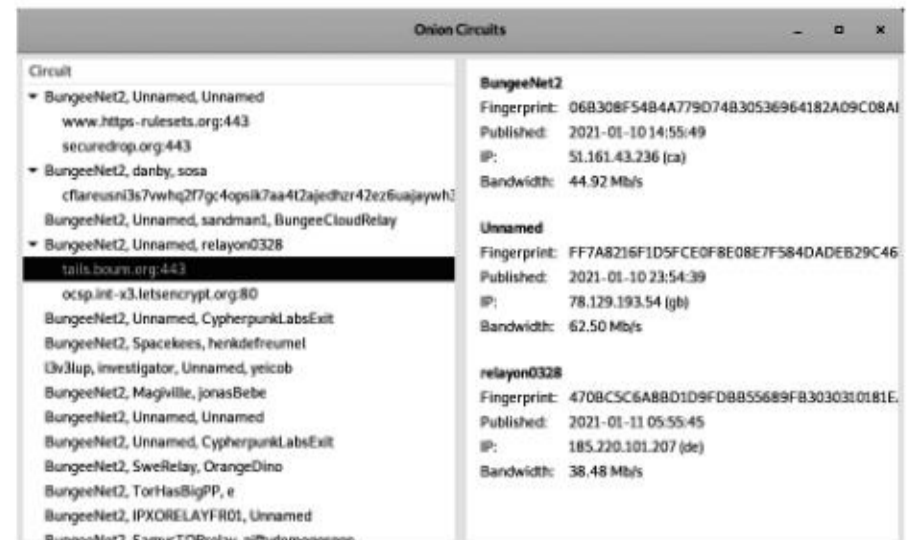 Onion Circuits
Circuit
BungeeNet2, Unnamed, Unnamed
www.https-rulesets.org:443
securedrop.org:443
BungeeNet2, danby, sosa
BungeeNet2, Unnamed, sandman1, BungeeCloudRelay
BungeeNet2, Unnamed, relayon0328
tails.boum.org:443
ocsp.int-x3.letsencrypt.org:80
BungeeNet2, Unnamed, CypherpunkLabsExit
BungeeNet2, Spacekees, henkdefreumel
l3v3lup, investigator, Unnamed, yeicob
BungeeNet2, Magiville, jonasBebe
BungeeNet2, Unnamed, Unnamed
BungeeNet2, Unnamed, CypherpunkLabsExit
BungeeNet2, SweRelay, OrangeDino
BungeeNet2, TorHasBigPP, e
BungeeNet2, IPXORELAYFR01, Unnamed
BungeeNet2
Fingerprint:
Published: 2021-01-10 14:55:49
IP: 51.161.43.236 (ca)
Bandwidth: 44.92 Mb/s
Unnamed
Fingerprint:
Published: 2021-01-10 23:54:39
IP: 78.129.193.54 (gb)
Bandwidth: 62.50 Mb/s
relayon0328
Fingerprint:
Published: 2021-01-11 05:55:45
IP: 185.220.101.207 (de)
Bandwidth: 38.48 Mb/s